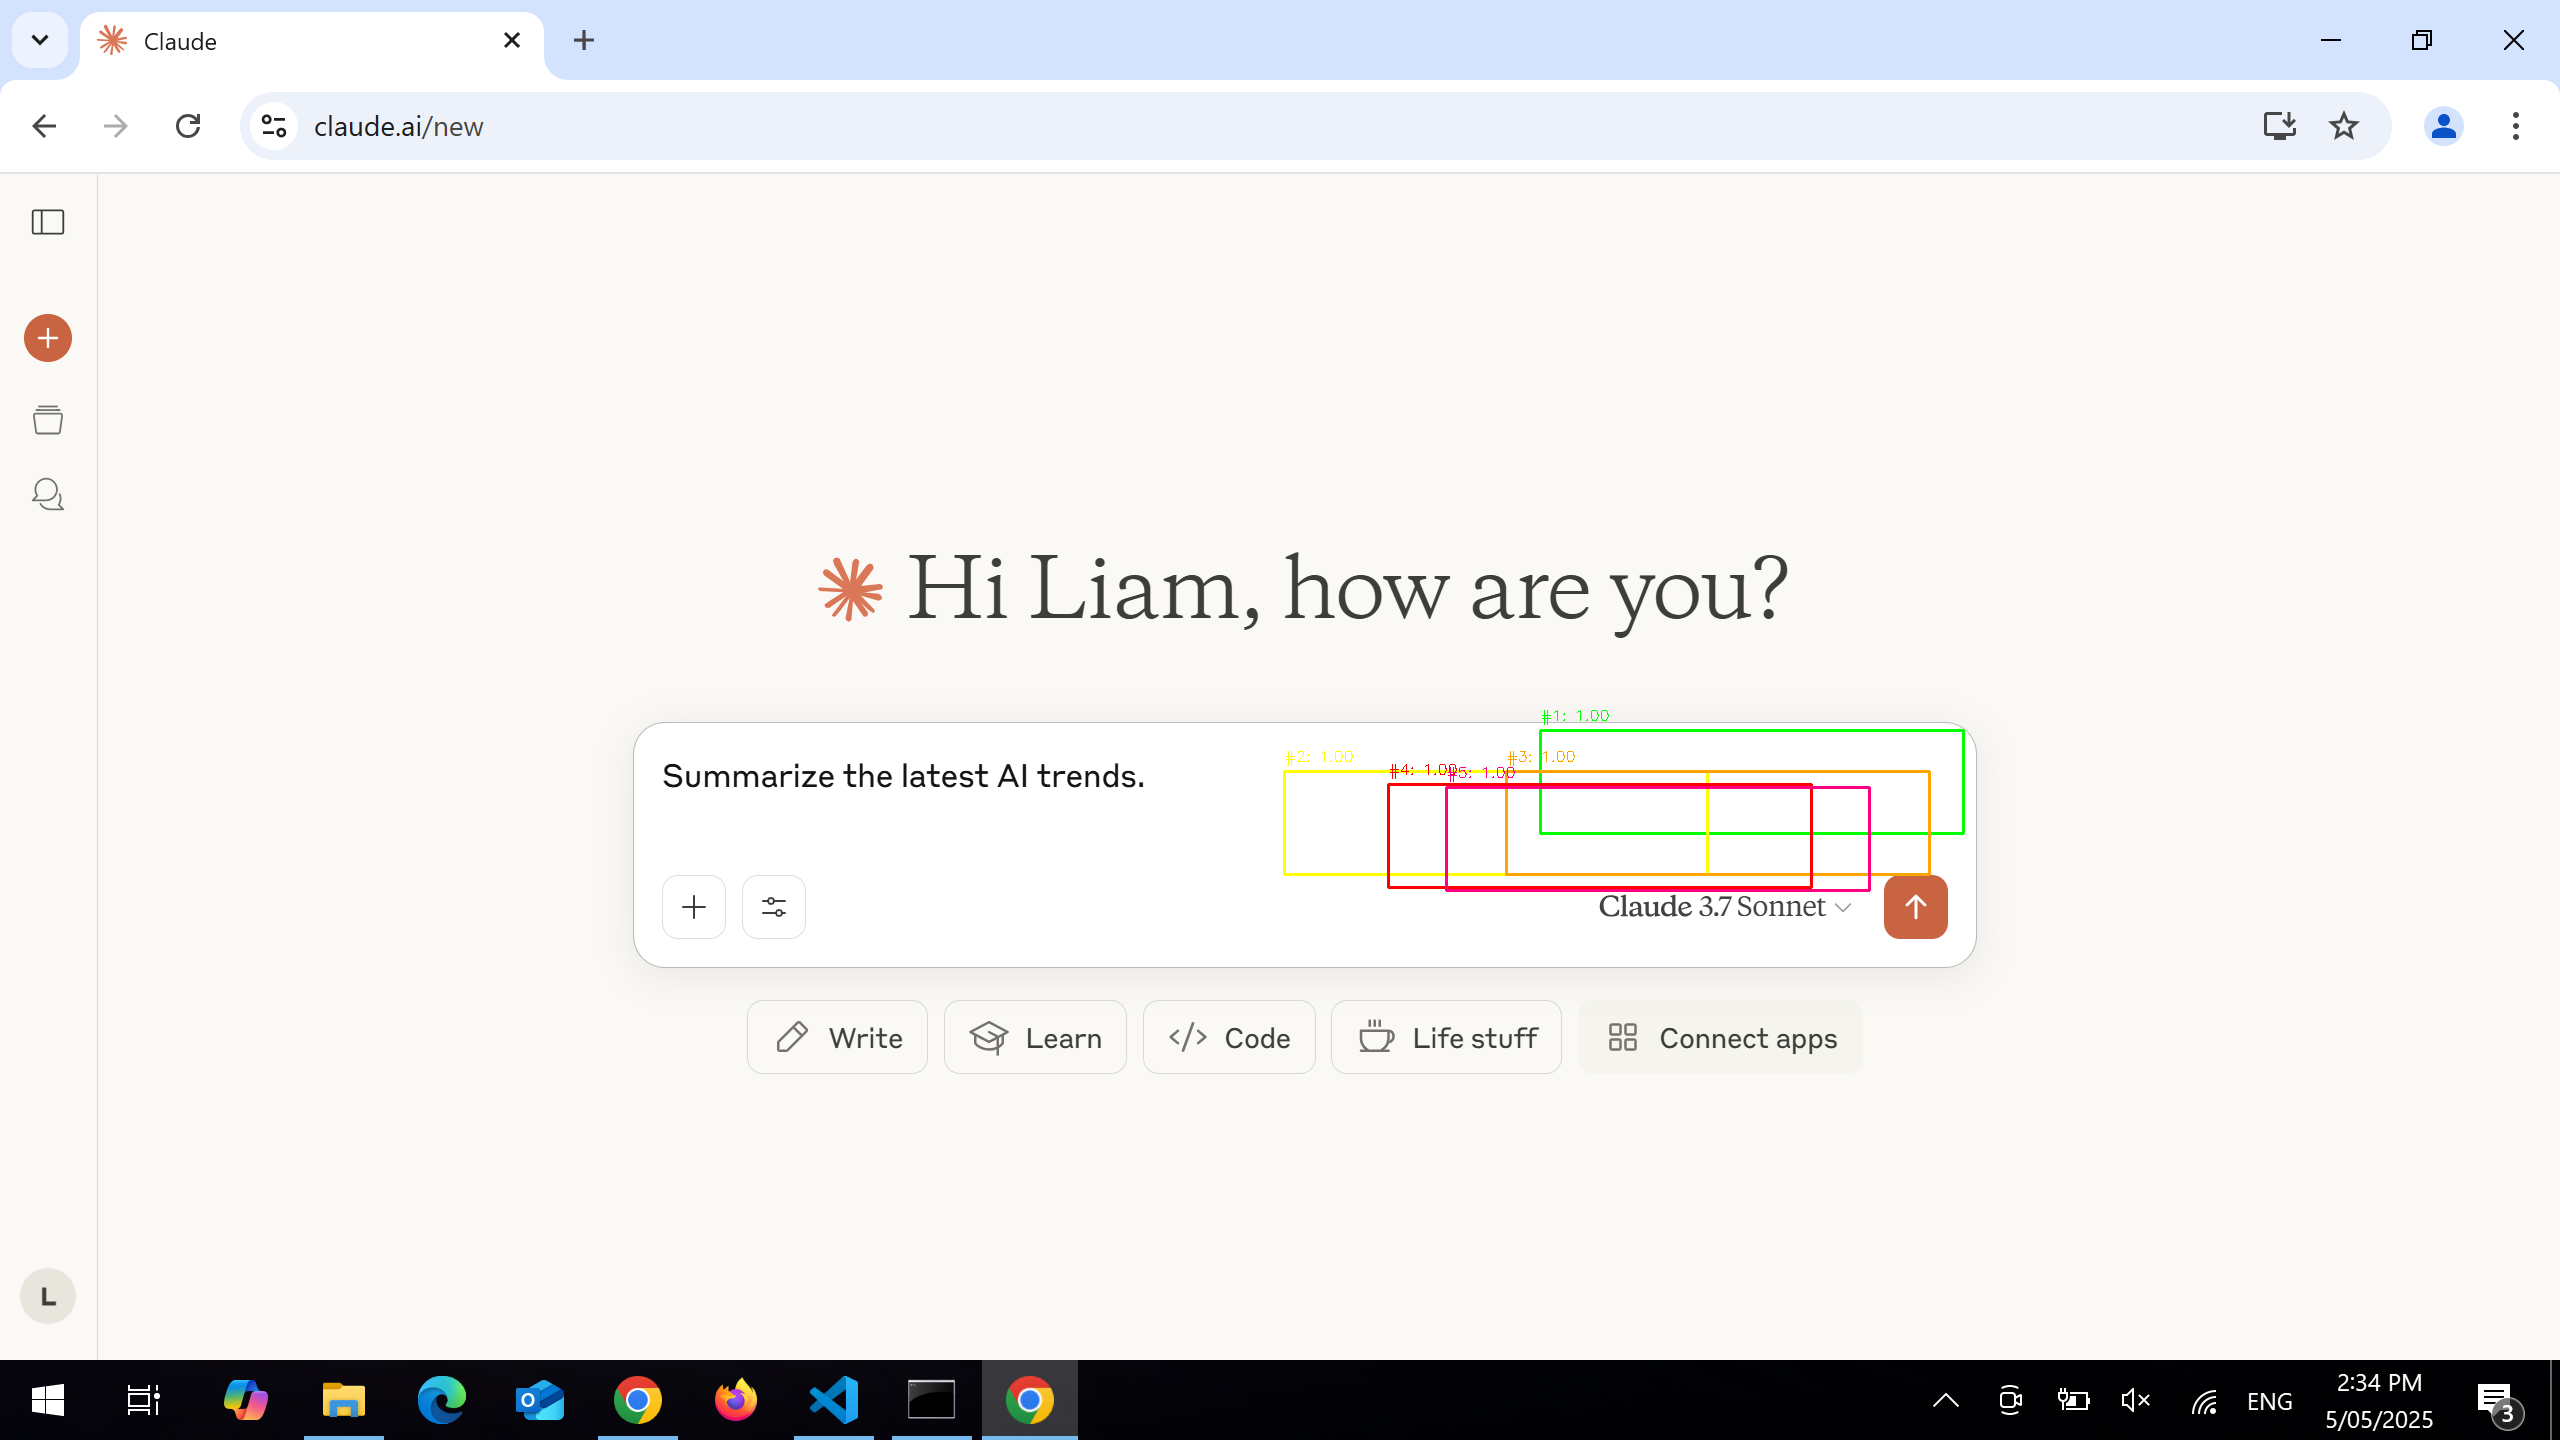 Claude
claude.ai/new
Hi Liam, how are you?
#1: 1.00
#2: 1.00
#3: 1.00
#4: 1.00
#5: 1.00
Summarize the latest AI trends.
Claude 3.7 Sonnet
Write
Learn
Code
Life stuff
Connect apps
L
ENG
2:34 PM
5/05/2025
3